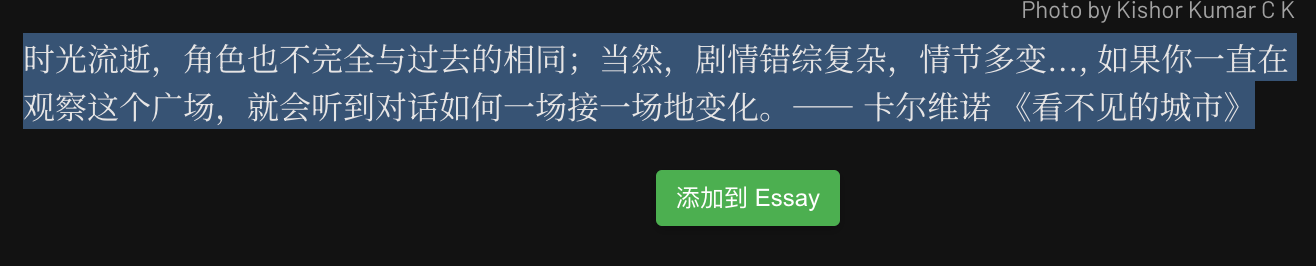 Photo by Kishor Kumar C K
时光流逝，角色也不完全与过去的相同；当然，剧情错综复杂，情节多变…, 如果你一直在
观察这个广场，就会听到对话如何一场接一场地变化。—— 卡尔维诺 《看不见的城市》
添加到 Essay